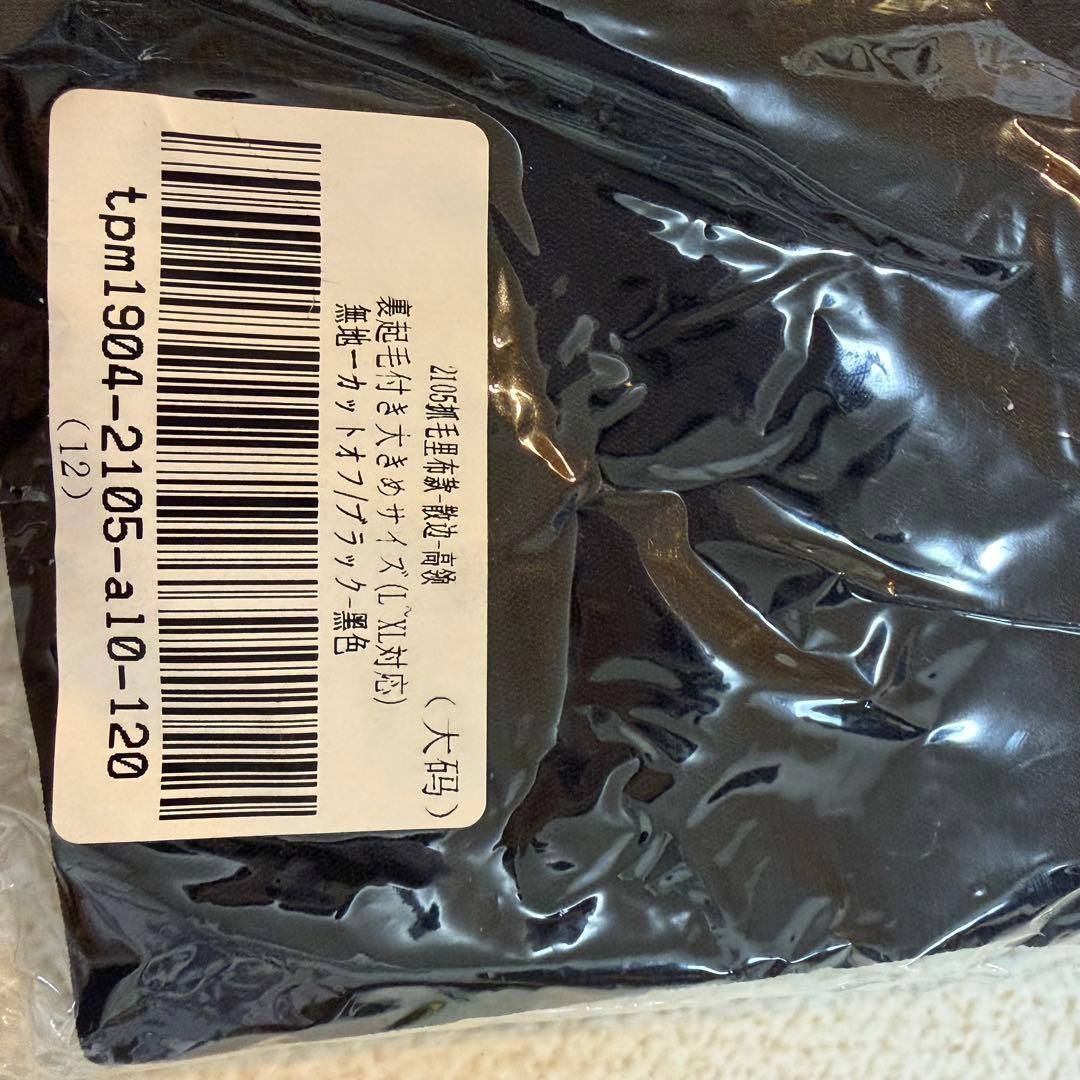 2105抓毛里布款-散边-高领
(大码)
裏起毛付き大きめサイズ(L~XL対応)
無地ーカットオフ/ブラック-黑色
tpm1904-2105-a10-120
(12)